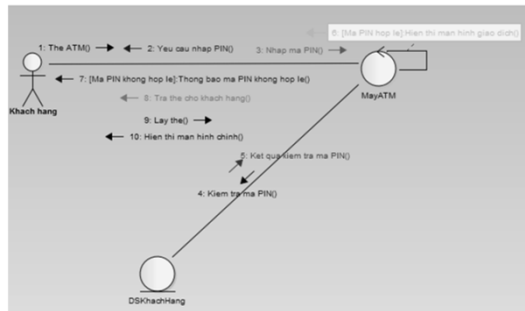 6: [Ma PIN hop le]:Hien thi man hinh giao dich()
1: The ATM()
2: Yeu cau nhap PIN()
3: Nhap ma PIN()
7: [Ma PIN khong hop le]:Thong bao ma PIN khong hop le()
MayATM
8: Tra the cho khach hang()
Khach hang
9: Lay the()
10: Hien thi man hinh chinh()
5: Ket qua kiem tra ma PIN()
4: Kiem tra ma PIN()
DSKhachHang